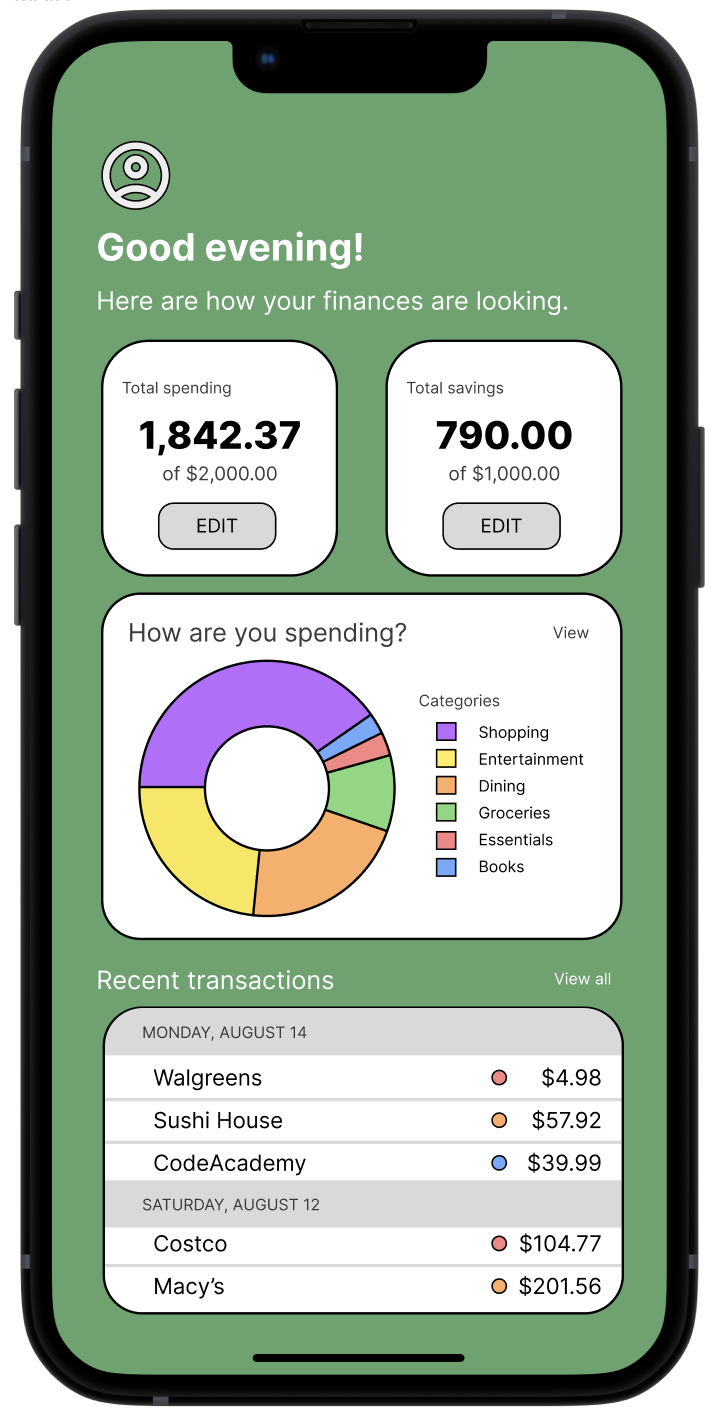 Good evening!
Here are how your finances are looking.
Total spending
1,842.37
of $2,000.00
EDIT
Total savings
790.00
of $1,000.00
EDIT
How are you spending?
View
Categories
Shopping
Entertainment
Dining
Groceries
Essentials
Books
Recent transactions
View all
MONDAY, AUGUST 14
Walgreens $4.98
Sushi House $57.92
CodeAcademy $39.99
SATURDAY, AUGUST 12
Costco $104.77
Macy’s $201.56